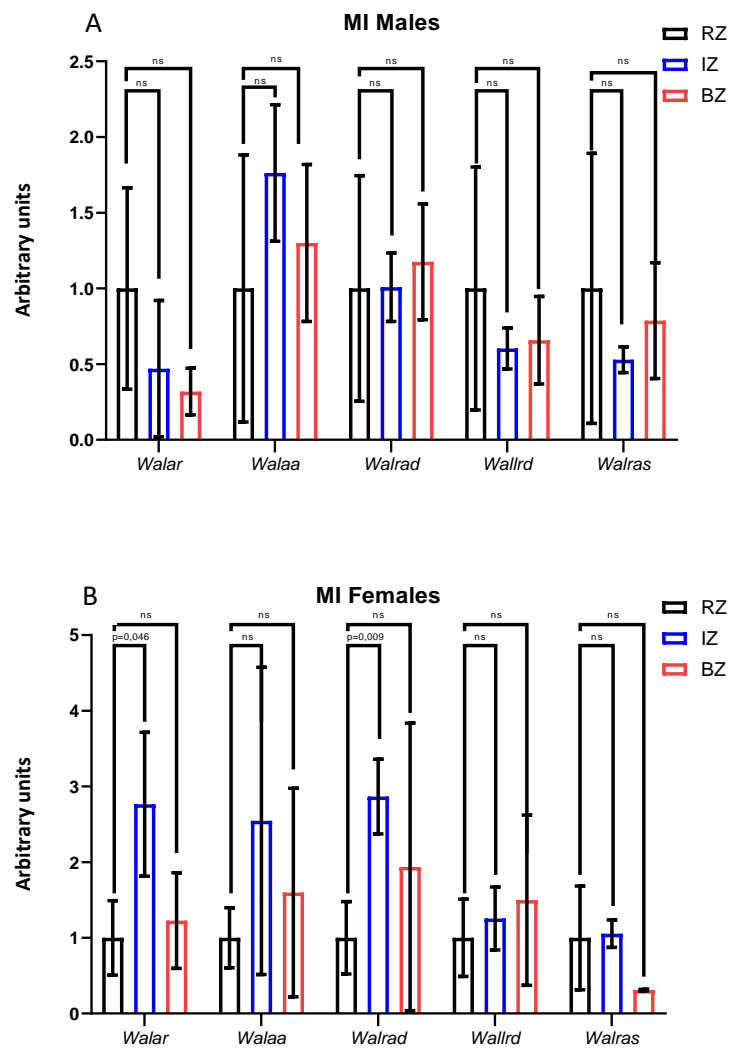 A
MI Males
RZ
IZ
BZ
ns
ns
ns
ns
ns
ns
ns
ns
ns
ns
2.5
2.0
1.5
1.0
0.5
0.0
Arbitrary units
Walar
Walaa
Walrad
Wallrd
Walras
B
MI Females
RZ
IZ
BZ
ns
ns
ns
ns
ns
p=0,046
ns
p=0,009
ns
ns
5
4
3
2
1
0
Arbitrary units
Walar
Walaa
Walrad
Wallrd
Walras